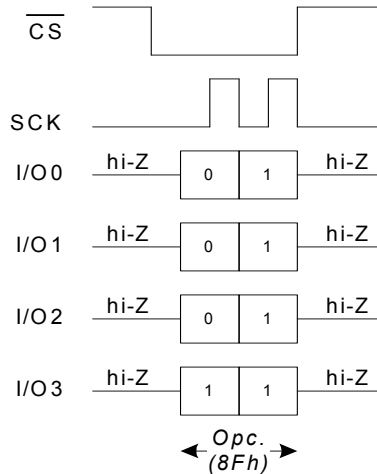 CS
SCK
hi-Z hi-Z
I/O0 0 1
hi-Z hi-Z
I/O1 0 1
hi-Z hi-Z
I/O2 0 1
hi-Z hi-Z
I/O3 1 1
Opc.
(8Fh)